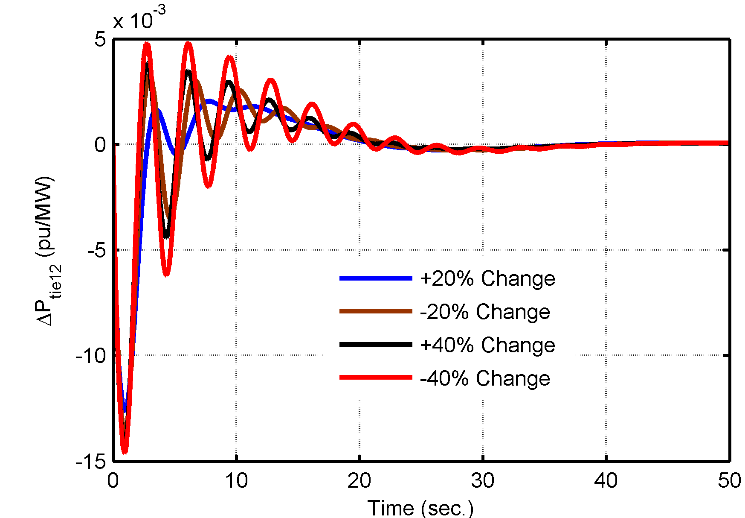 x 10-3
5
0
-5
-10
-15
ΔPtie12 (pu/MW)
+20% Change
-20% Change
+40% Change
-40% Change
0
10
20
30
40
50
Time (sec.)